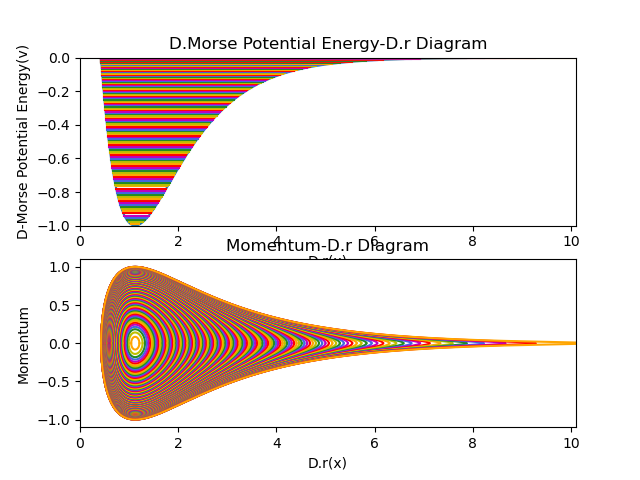 D.Morse Potential Energy-D.r Diagram
D-Morse Potential Energy(v)
0.0
−0.2
−0.4
−0.6
−0.8
−1.0
0 2 4 6 8 10
D.r(x)
Momentum-D.r Diagram
Momentum
1.0
0.5
0.0
−0.5
−1.0
0 2 4 6 8 10
D.r(x)